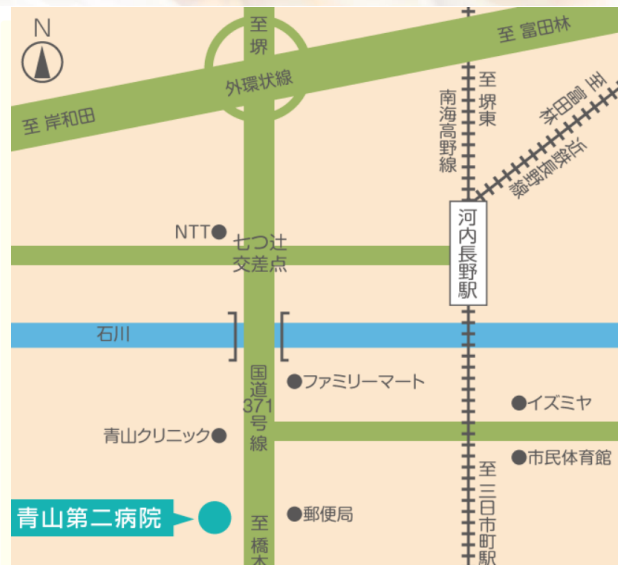 N
至 堺
至 富田林
外環状線
至 岸和田
至 堺東
南海高野線
至 富田林
近鉄長野線
NTT
七つ辻
交差点
河内長野駅
石川
国道
371
号線
ファミリーマート
イズミヤ
青山クリニック
市民体育館
青山第二病院
郵便局
至 橋本
至 三日市町駅